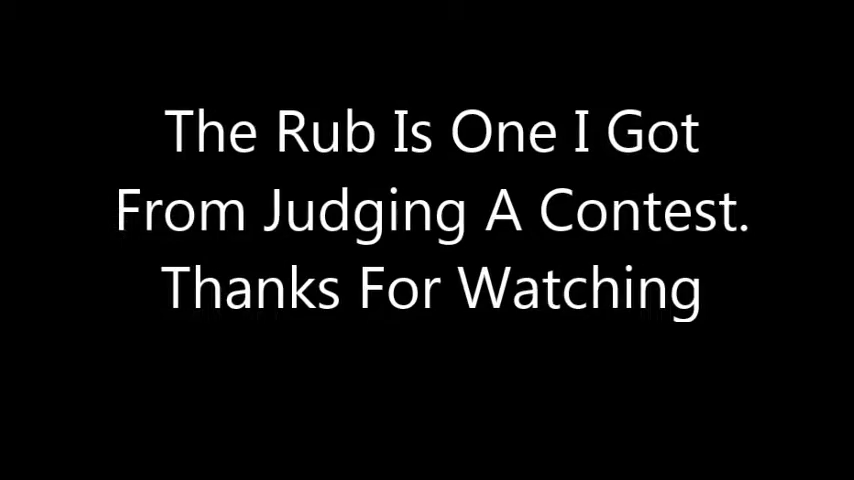 The Rub Is One I Got
From Judging A Contest.
Thanks For Watching